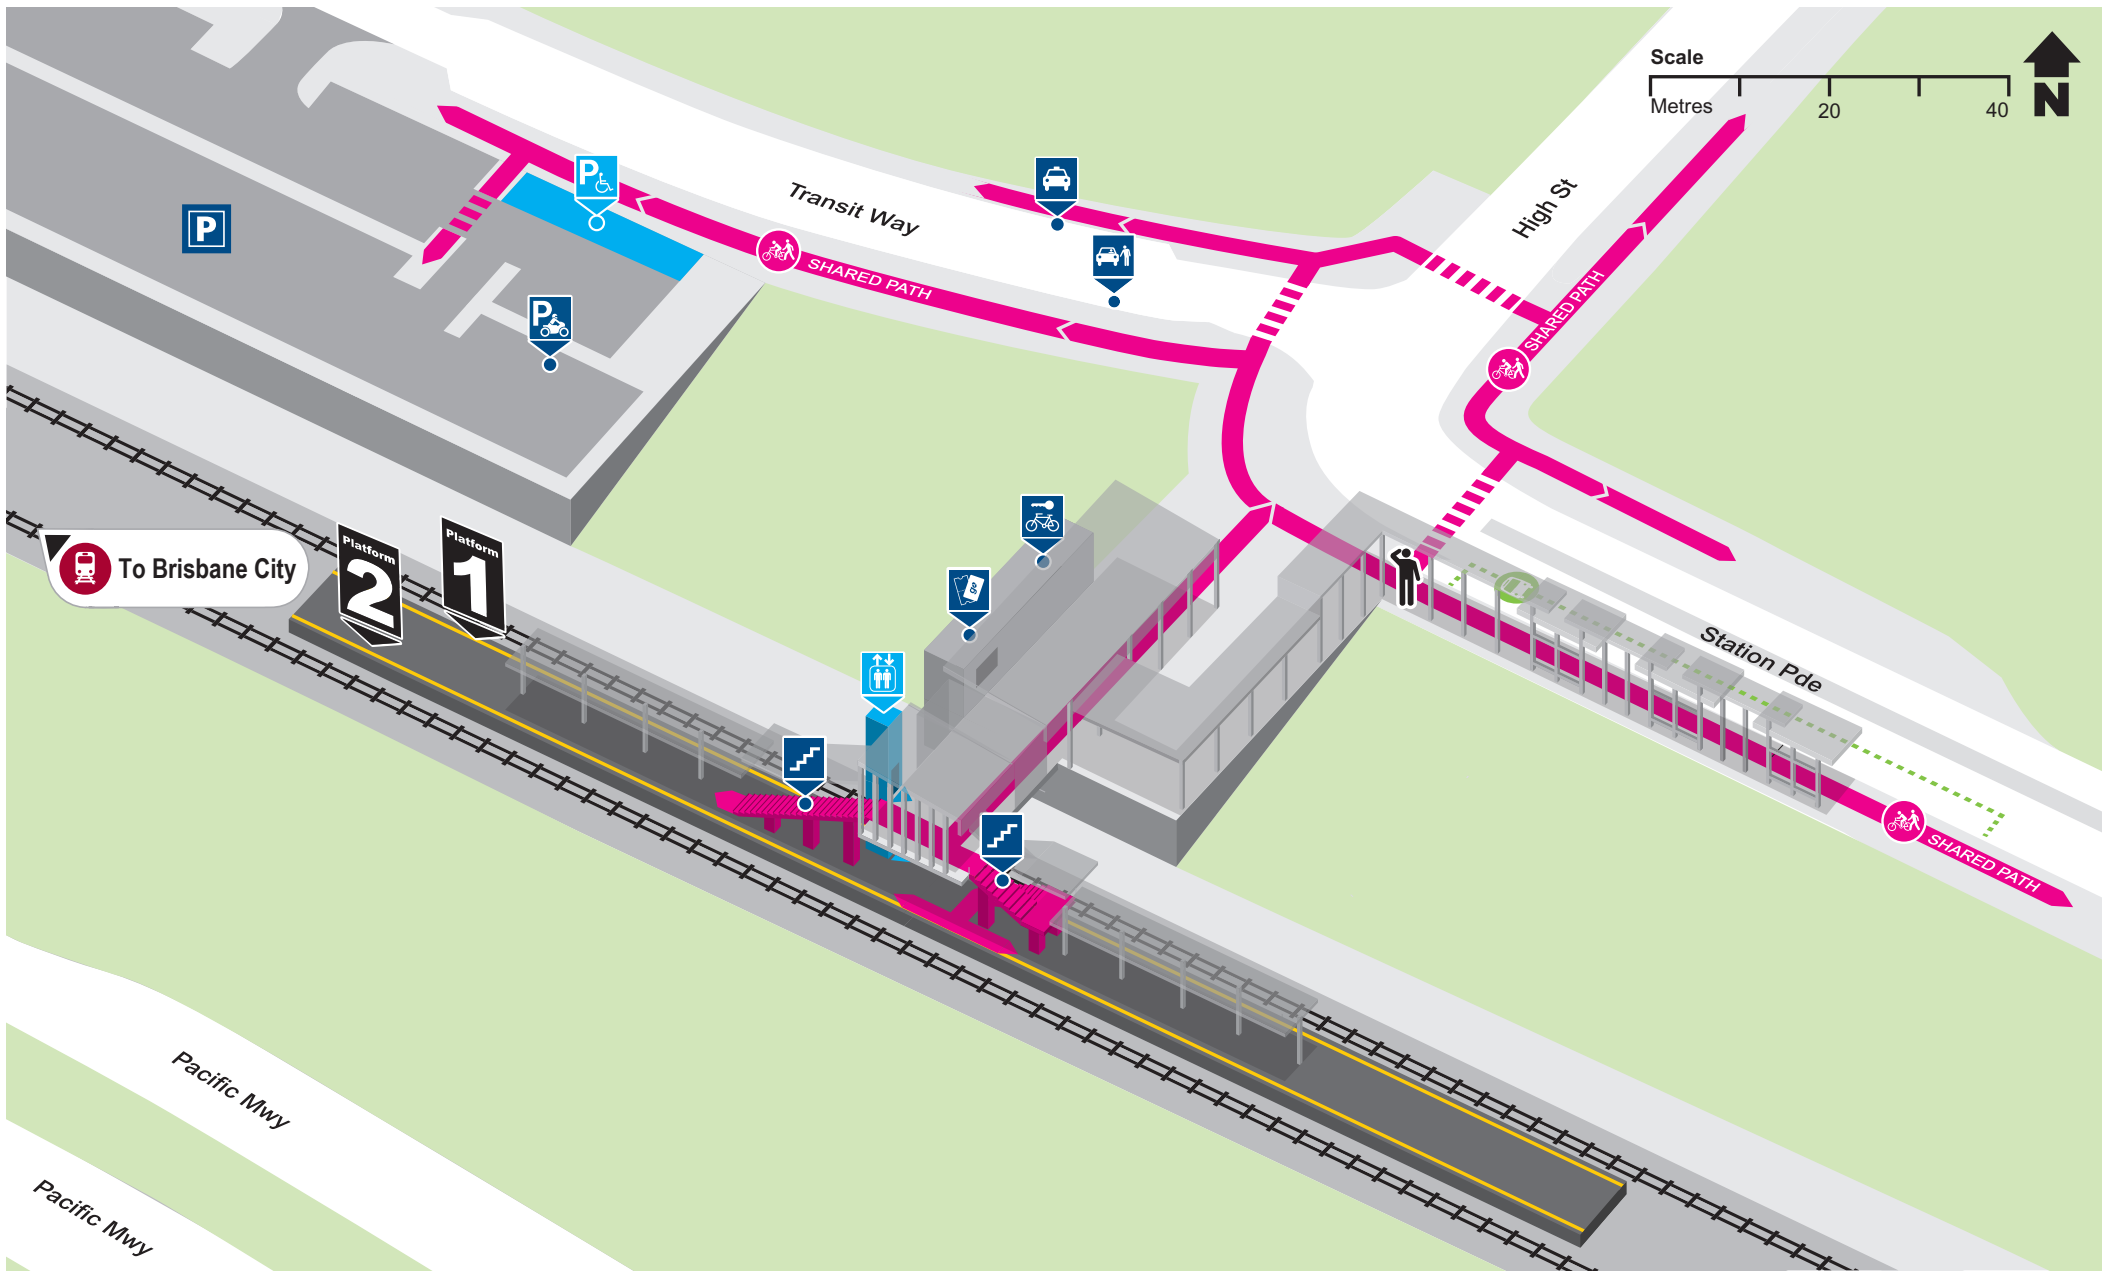 Scale
Metres
20
40
N
P
P
P
Transit Way
High St
SHARED PATH
SHARED PATH
To Brisbane City
Platform
2
Platform
1
go
Station Pde
SHARED PATH
Pacific Mwy
Pacific Mwy